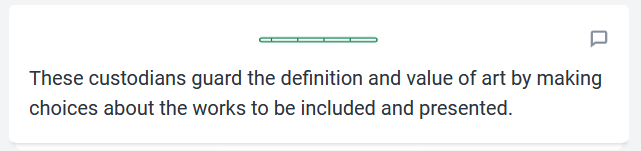 These custodians guard the definition and value of art by making
choices about the works to be included and presented.